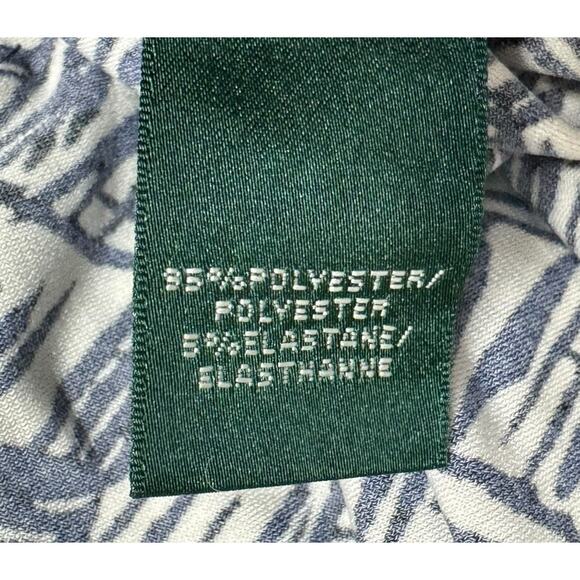 95%POLYESTER/
POLYESTER
5%ELASTANE/
ELASTHANNE